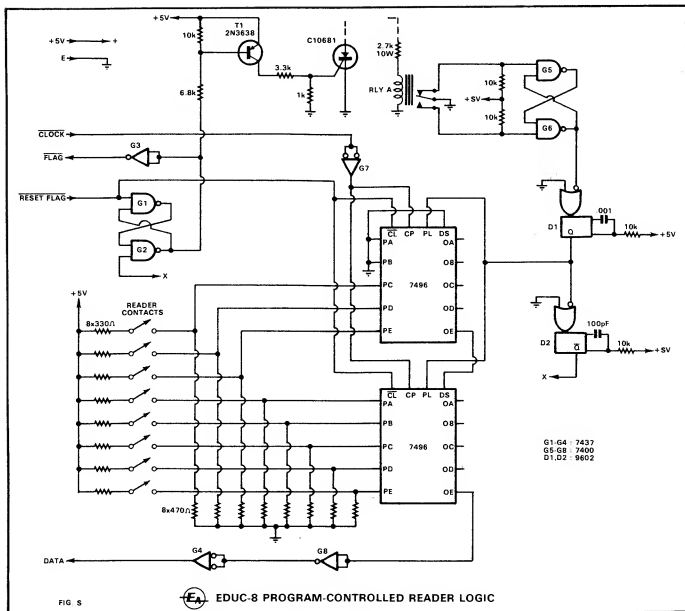 +5V
T1
2N3638
C10681
10k
+5V
+
E
3.3k
1k
6.8k
2.7k
10W
RLY A
10k
+SV
10k
G5
G6
CLOCK
G3
FLAG
G7
RESET FLAG
G1
G2
X
.001
D1
Q
10k
+5V
CL CP PL DS
PA OA
PB OB
PC OC
7496
PD OD
PE OE
+5V
READER
CONTACTS
8x330Ω
100pF
D2
Q
10k
+SV
X
CL CP PL DS
PA OA
PB OB
PC OC
7496
PD OD
PE OE
G1-G4 : 7437
G5-G8 : 7400
D1,D2 : 9602
8x470Ω
DATA
G4
G8
FIG S
EA EDUC-8 PROGRAM-CONTROLLED READER LOGIC